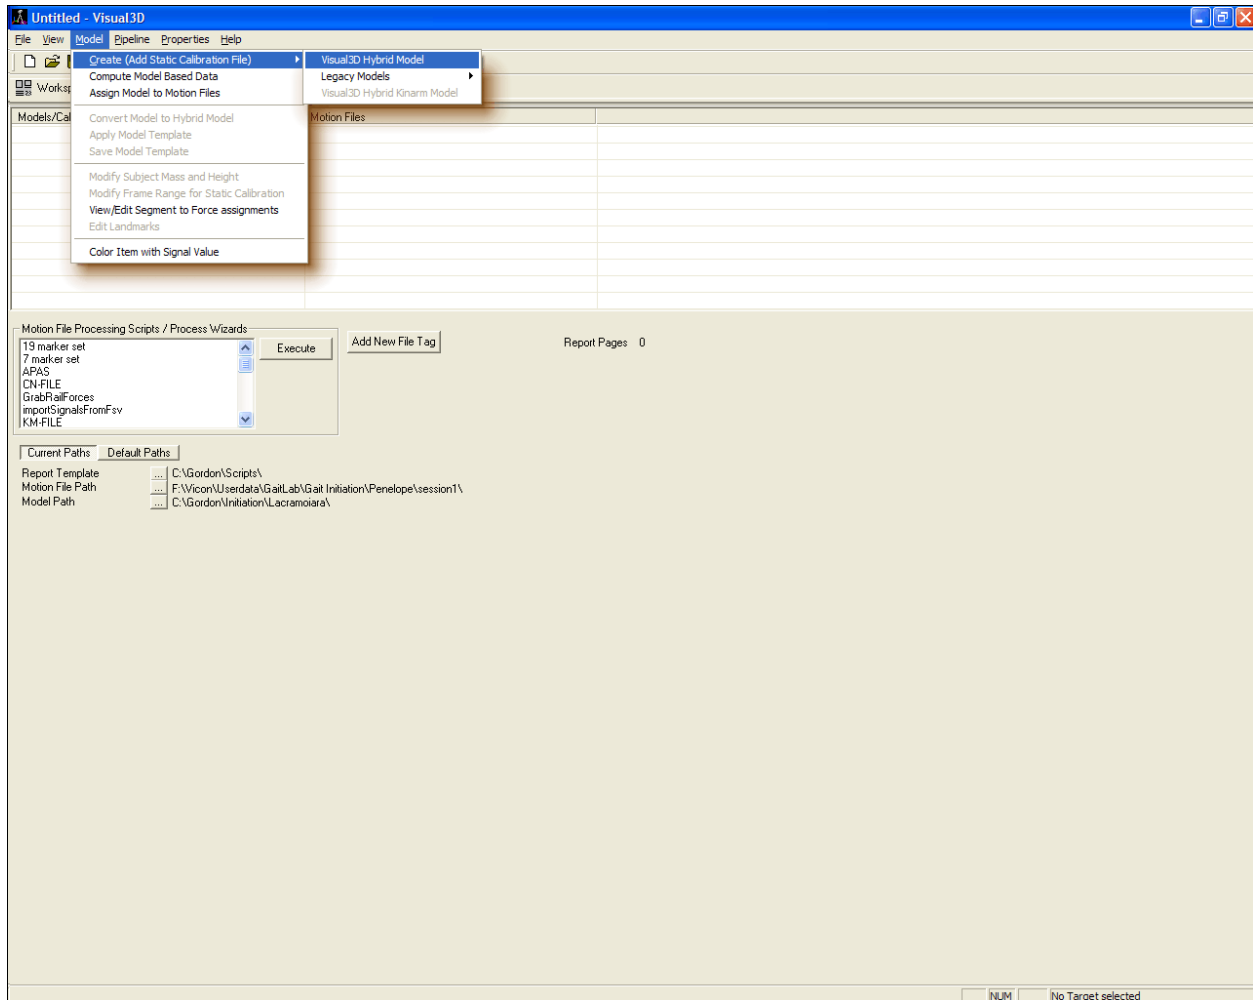 Untitled - Visual3D
File View Model Pipeline Properties Help
Create (Add Static Calibration File)
Visual3D Hybrid Model
Compute Model Based Data
Legacy Models
Assign Model to Motion Files
Visual3D Hybrid Kinarm Model
Models/Cal
Motion Files
Convert Model to Hybrid Model
Apply Model Template
Save Model Template
Modify Subject Mass and Height
Modify Frame Range for Static Calibration
View/Edit Segment to Force assignments
Edit Landmarks
Color Item with Signal Value
Motion File Processing Scripts / Process Wizards
19 marker set
7 marker set
APAS
CN-FILE
GrabRailForces
importSignalsFromFsv
KM-FILE
Execute
Add New File Tag
Report Pages 0
Current Paths Default Paths
Report Template ... C:\Gordon\Scripts\
Motion File Path ... F:\Vicon\Userdata\GaitLab\Gait Initiation\Penelope\session1\
Model Path ... C:\Gordon\Initiation\Lacramoiara\
NUM No Target selected